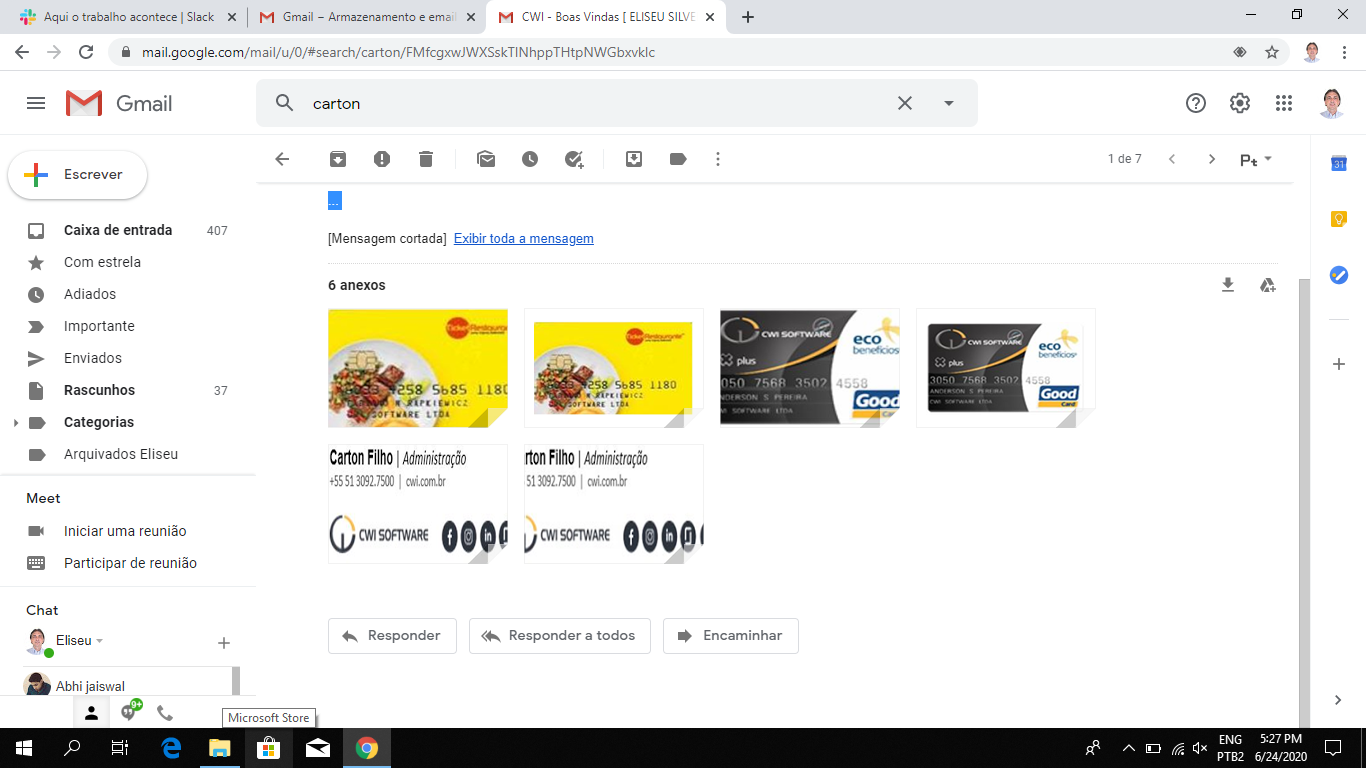 Aqui o trabalho acontece | Slack
Gmail – Armazenamento e email
CWI - Boas Vindas [ ELISEU SILVE
mail.google.com/mail/u/0/#search/carton/FMfcgxwJWXSskTlNhppTHtpNWGbxvklc
Gmail
carton
Escrever
1 de 7
31
...
Caixa de entrada 407
[Mensagem cortada] Exibir toda a mensagem
Com estrela
6 anexos
Adiados
Importante
Enviados
Rascunhos 37
Categorias
Arquivados Eliseu
Ticket Restaurante
4258 5685 1180
SOFTWARE LTDA
Ticket Restaurante
4258 5685 1180
SOFTWARE LTDA
CWI SOFTWARE
eco
benefícios
plus
050 7568 3502 4558
ANDERSON S PEREIRA
WI SOFTWARE LTDA
Good
Card
CWI SOFTWARE
eco
benefícios
plus
3050 7568 3502 4558
ANDERSON S PEREIRA
CWI SOFTWARE LTDA
Good
Card
Carton Filho | Administração
+55 51 3092.7500 | cwi.com.br
CWI SOFTWARE
rton Filho | Administração
51 3092.7500 | cwi.com.br
CWI SOFTWARE
Meet
Iniciar uma reunião
Participar de reunião
Chat
Eliseu
Abhi jaiswal
Responder
Responder a todos
Encaminhar
9+
Microsoft Store
ENG
PTB2
5:27 PM
6/24/2020